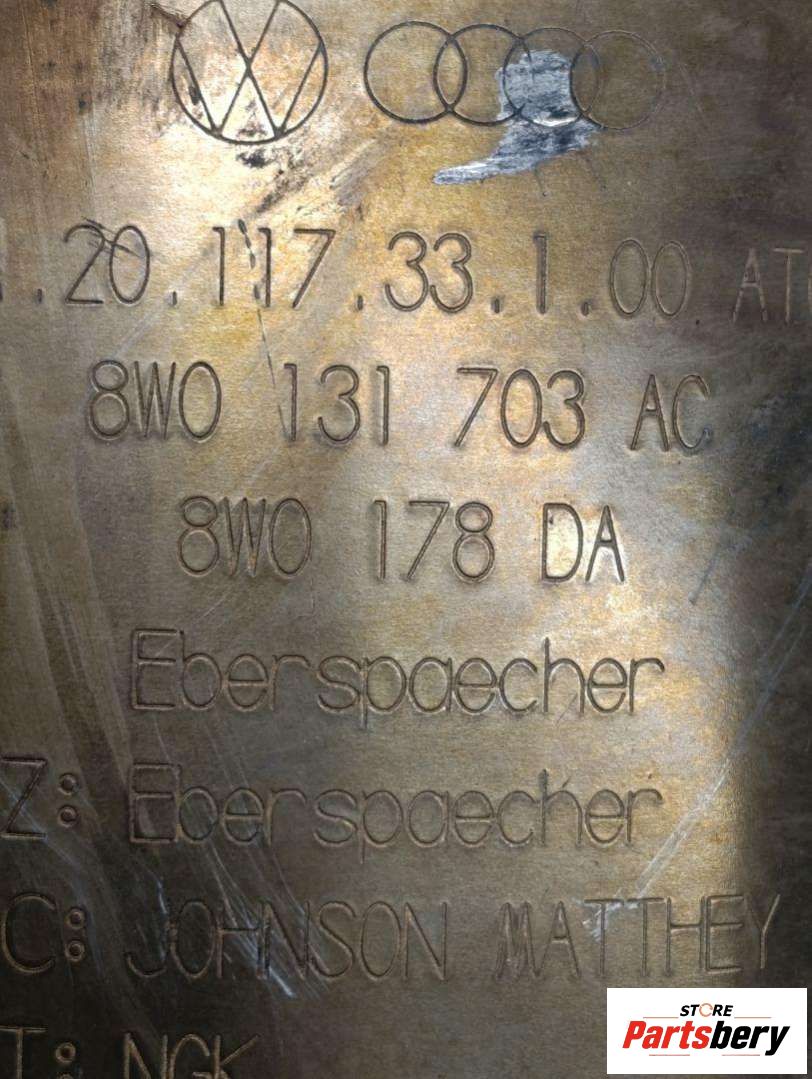 .20.117.33.1.00 AT
8W0 131 703 AC
8W0 178 DA
Eberspaecher
Z: Eberspaecher
C: JOHNSON MATTHEY
T: NGK
STORE
Partsbery